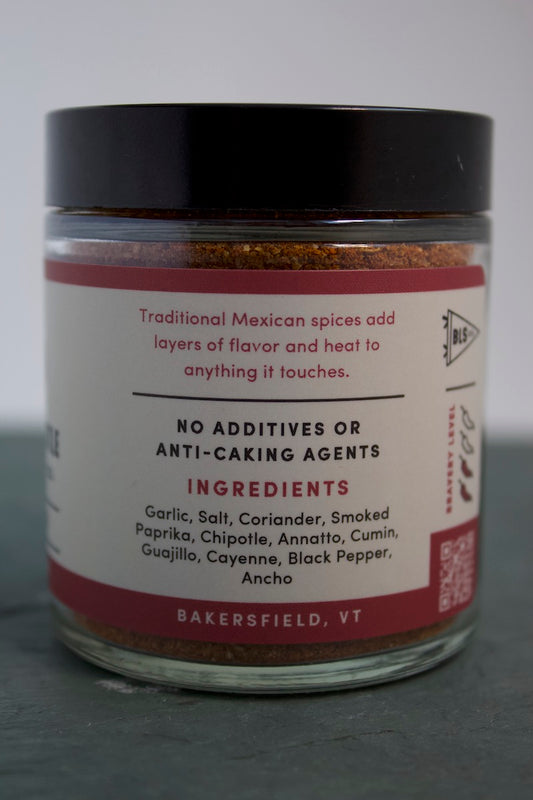 Traditional Mexican spices add
layers of flavor and heat to
anything it touches.
NO ADDITIVES OR
ANTI-CAKING AGENTS
INGREDIENTS
Garlic, Salt, Coriander, Smoked
Paprika, Chipotle, Annatto, Cumin,
Guajillo, Cayenne, Black Pepper,
Ancho
BAKERSFIELD, VT
BLS
BRAVERY LEVEL